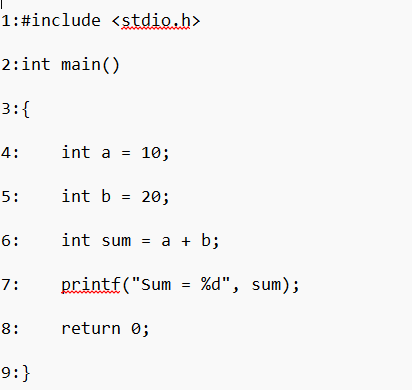 1:#include <stdio.h>
2:int main()
3:{
4:    int a = 10;
5:    int b = 20;
6:    int sum = a + b;
7:    printf("Sum = %d", sum);
8:    return 0;
9:}